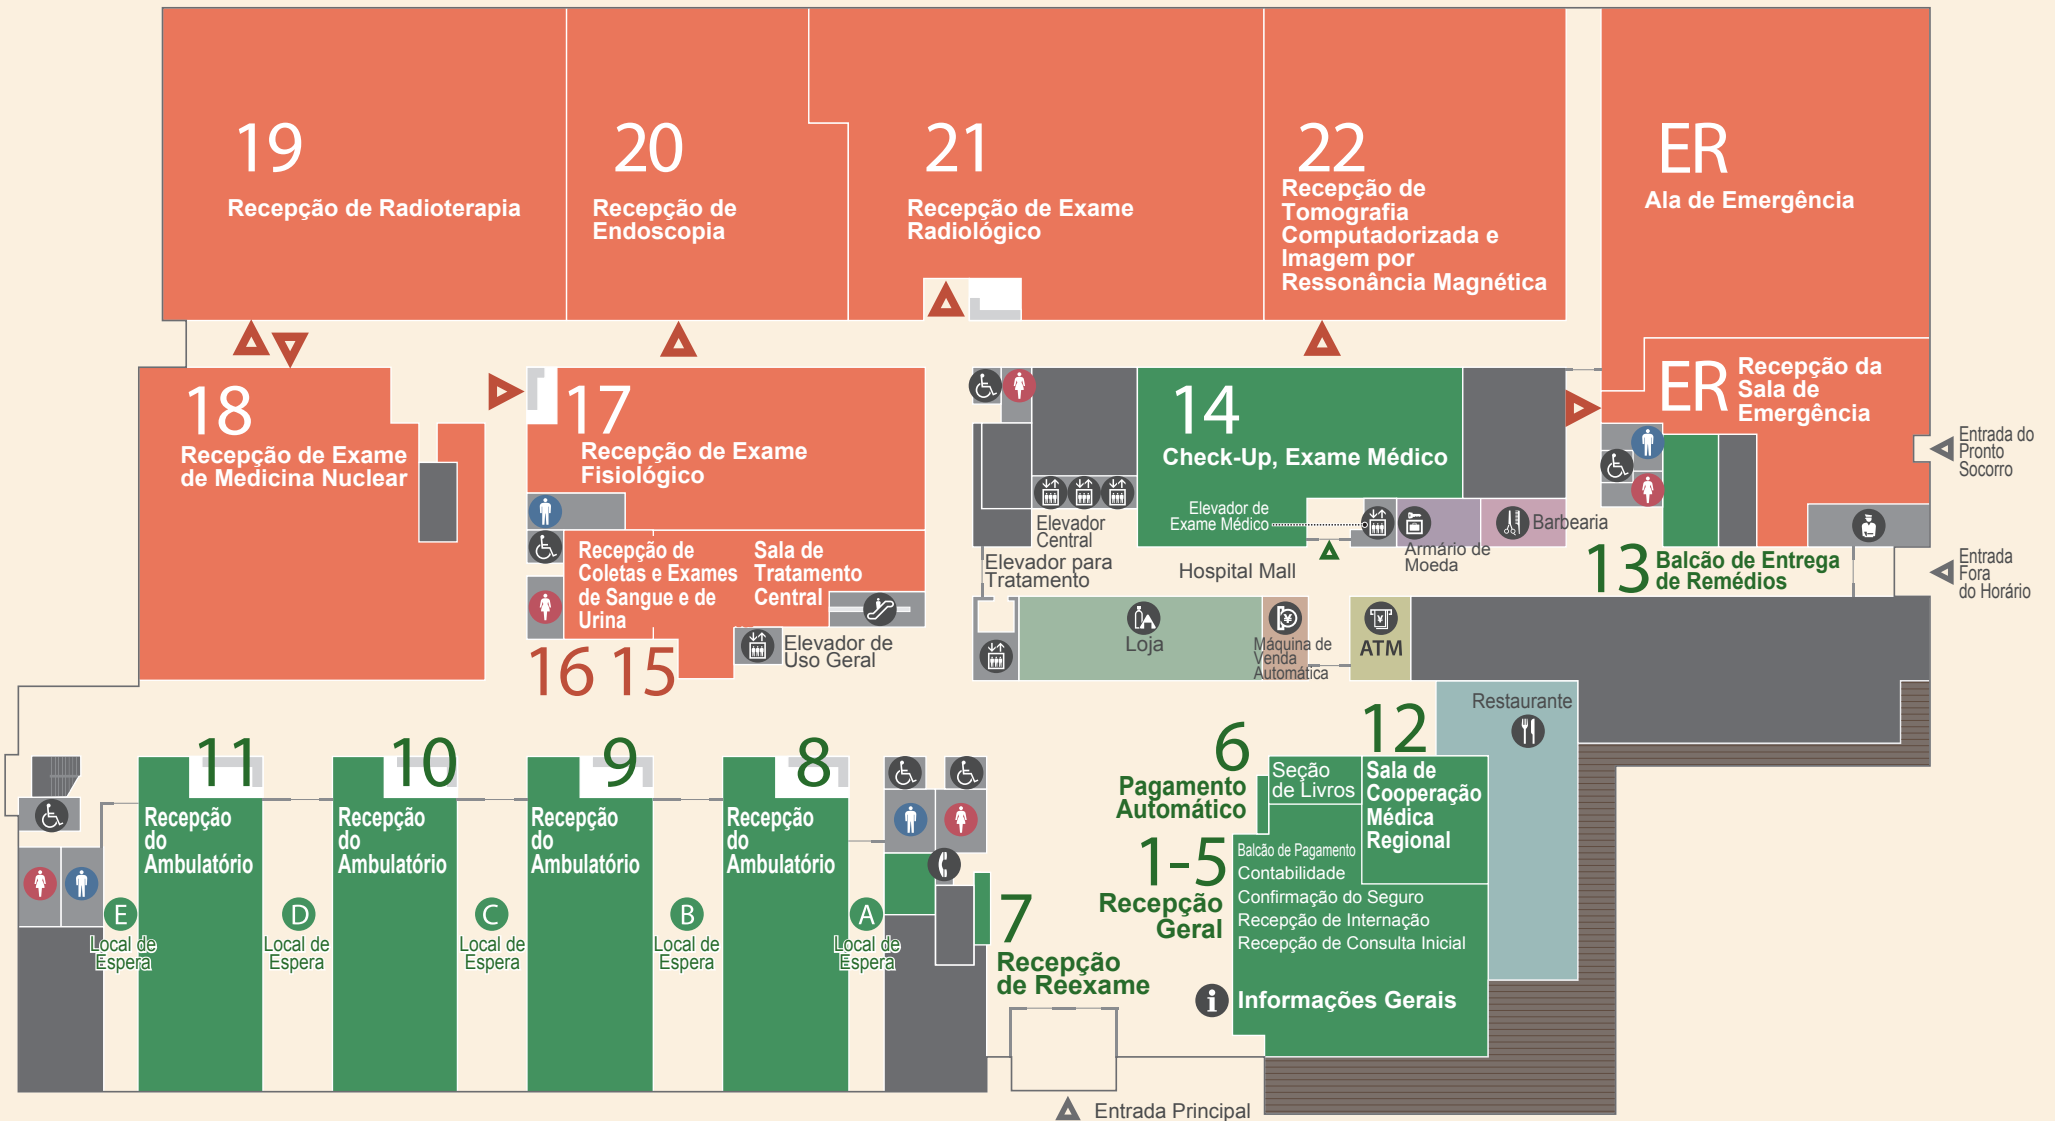 19
Recepção de Radioterapia
20
Recepção de
Endoscopia
21
Recepção de Exame
Radiológico
22
Recepção de
Tomografia
Computadorizada e
Imagem por
Ressonância Magnética
ER
Ala de Emergência
18
Recepção de Exame
de Medicina Nuclear
17
Recepção de Exame
Fisiológico
14
Check-Up, Exame Médico
ER
Recepção da
Sala de
Emergência
Entrada do
Pronto
Socorro
Elevador de
Exame Médico
Elevador
Central
Armário de
Moeda
Barbearia
Recepção de
Coletas e Exames
de Sangue e de
Urina
Sala de
Tratamento
Central
Elevador para
Tratamento
Hospital Mall
13
Balcão de Entrega
de Remédios
Entrada
Fora
do Horário
16
15
Elevador de
Uso Geral
Loja
¥
Máquina de
Venda
Automática
¥
ATM
Restaurante
11
Recepção
do
Ambulatório
10
Recepção
do
Ambulatório
9
Recepção
do
Ambulatório
8
Recepção
do
Ambulatório
6
Pagamento
Automático
12
Seção
de Livros
Sala de
Cooperação
Médica
Regional
1-5
Recepção
Geral
Balcão de Pagamento
Contabilidade
Confirmação do Seguro
Recepção de Internação
Recepção de Consulta Inicial
E
Local de
Espera
D
Local de
Espera
C
Local de
Espera
B
Local de
Espera
A
Local de
Espera
7
Recepção
de Reexame
i
Informações Gerais
Entrada Principal